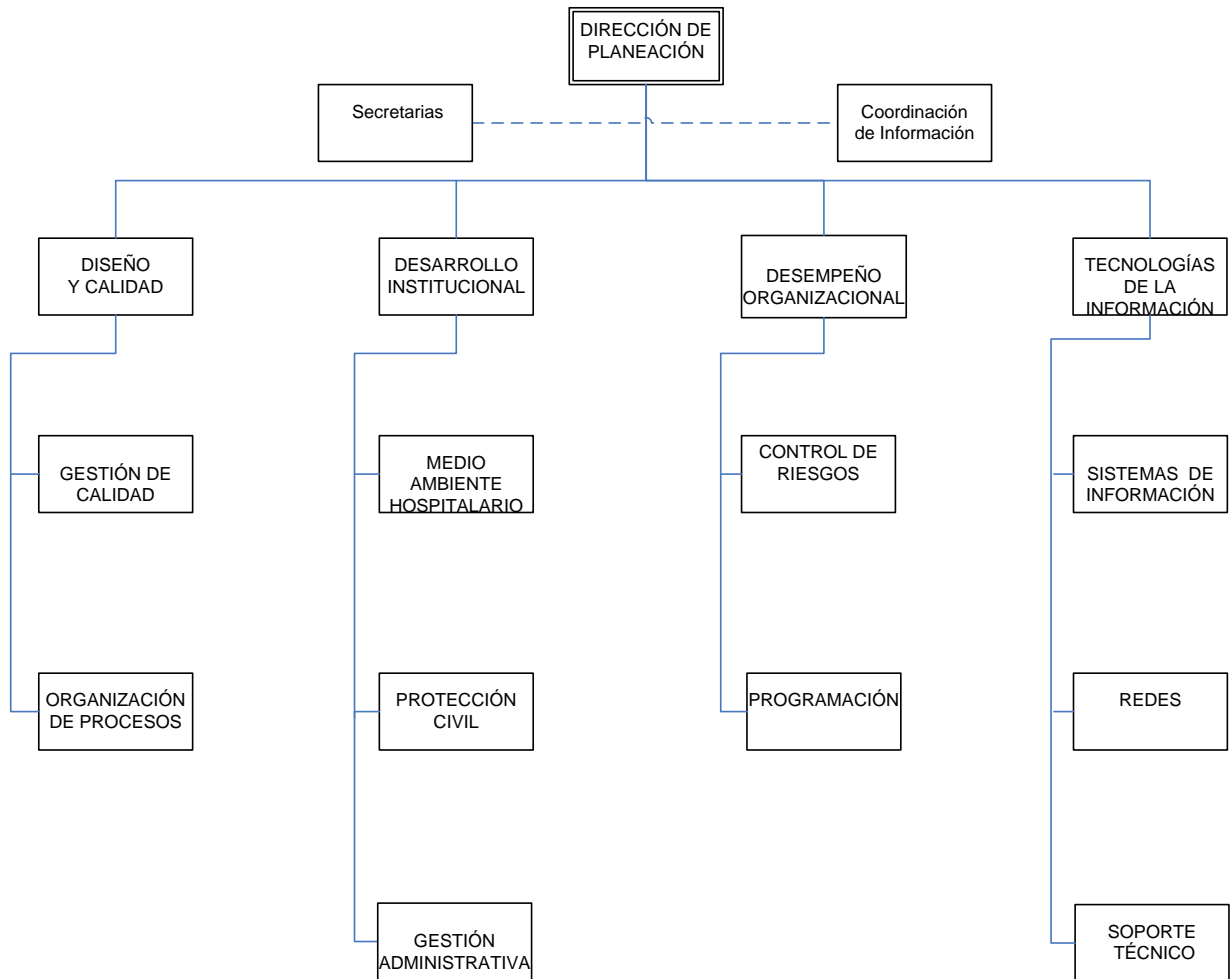 DIRECCIÓN DE
PLANEACIÓN
Secretarias
Coordinación
de Información
DISEÑO
Y CALIDAD
DESARROLLO
INSTITUCIONAL
DESEMPEÑO
ORGANIZACIONAL
TECNOLOGÍAS
DE LA
INFORMACIÓN
GESTIÓN DE
CALIDAD
MEDIO
AMBIENTE
HOSPITALARIO
CONTROL DE
RIESGOS
SISTEMAS DE
INFORMACIÓN
ORGANIZACIÓN
DE PROCESOS
PROTECCIÓN
CIVIL
PROGRAMACIÓN
REDES
GESTIÓN
ADMINISTRATIVA
SOPORTE
TÉCNICO